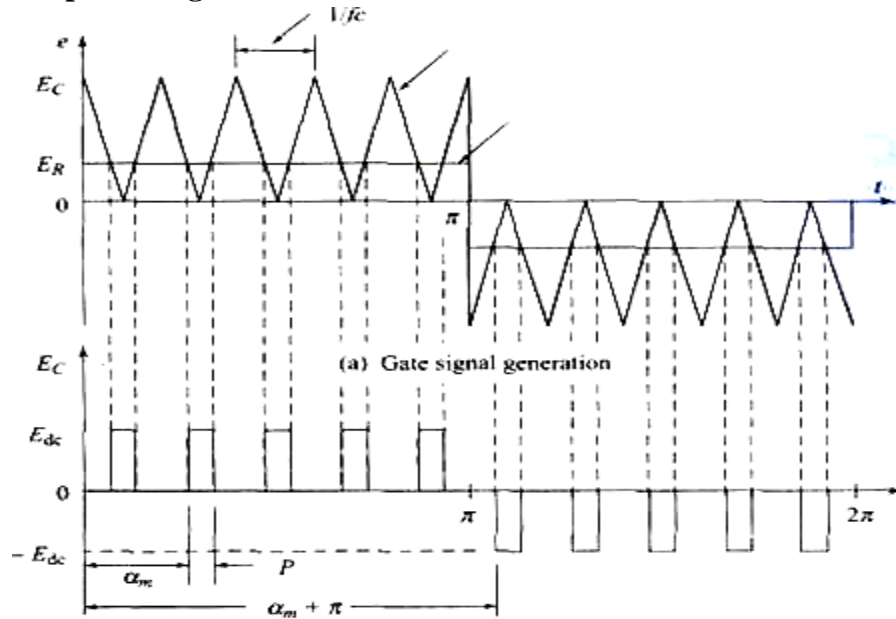 1/fc
e
E_C
E_R
0
π
t
E_C
(a) Gate signal generation
E_dc
0
π
2π
- E_dc
α_m
P
α_m + π